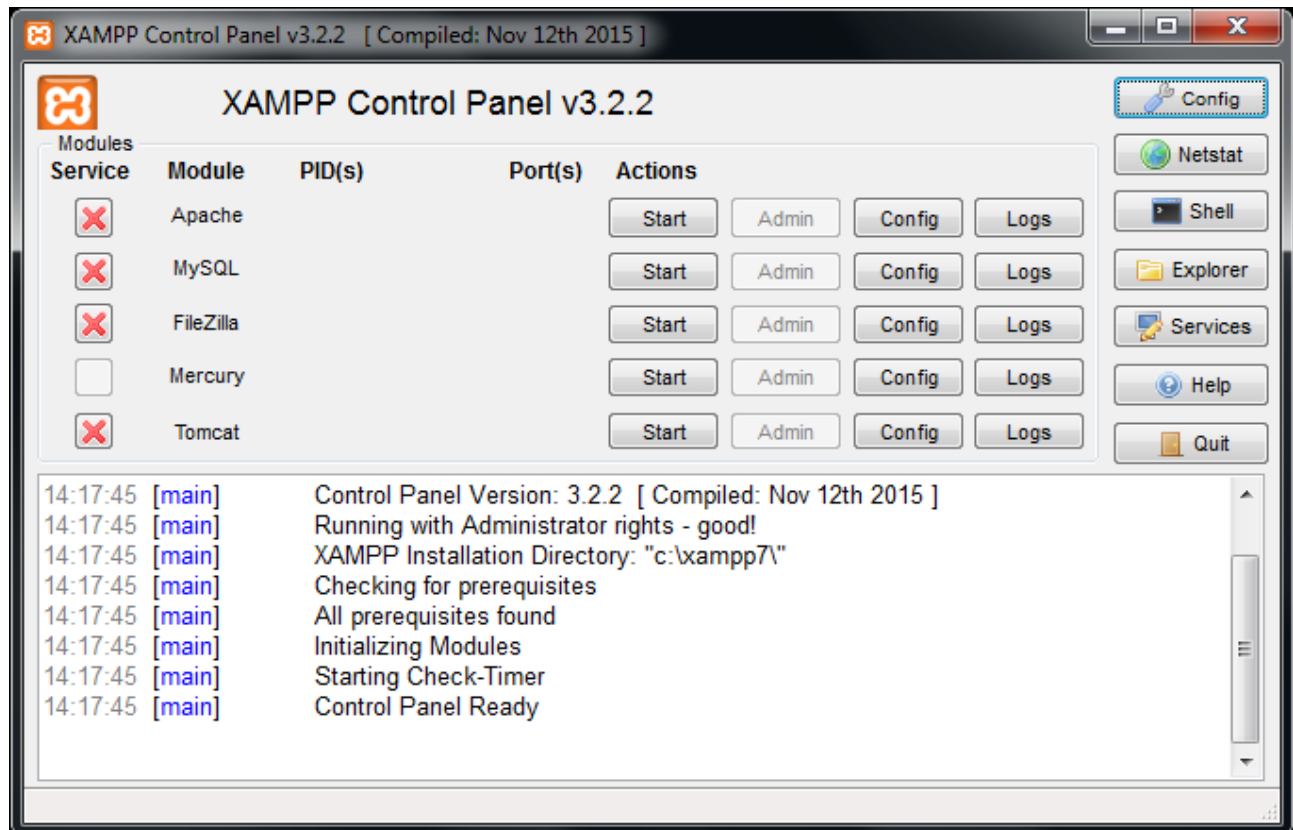 XAMPP Control Panel v3.2.2 [ Compiled: Nov 12th 2015 ]
XAMPP Control Panel v3.2.2
Config
Modules
Netstat
Service Module PID(s) Port(s) Actions
Apache Start Admin Config Logs
Shell
MySQL Start Admin Config Logs
Explorer
FileZilla Start Admin Config Logs
Services
Mercury Start Admin Config Logs
Help
Tomcat Start Admin Config Logs
Quit
14:17:45 [main] Control Panel Version: 3.2.2 [ Compiled: Nov 12th 2015 ]
14:17:45 [main] Running with Administrator rights - good!
14:17:45 [main] XAMPP Installation Directory: "c:\xampp7\"
14:17:45 [main] Checking for prerequisites
14:17:45 [main] All prerequisites found
14:17:45 [main] Initializing Modules
14:17:45 [main] Starting Check-Timer
14:17:45 [main] Control Panel Ready